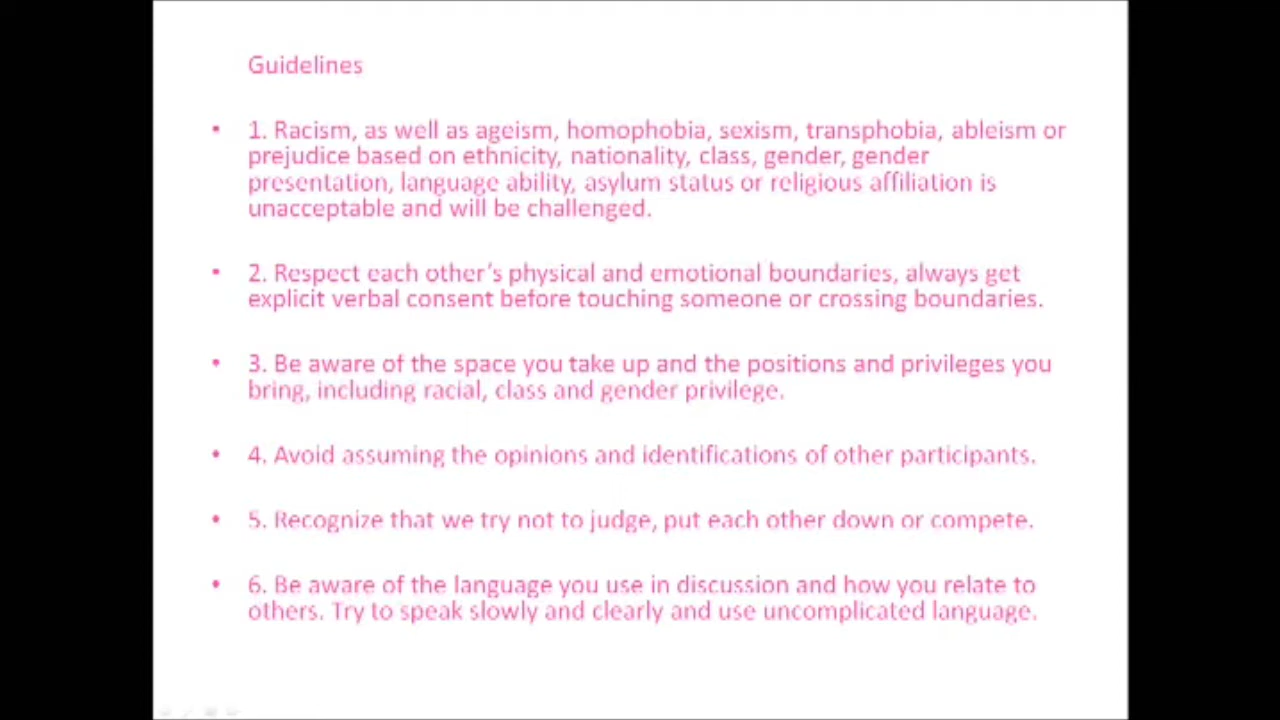 Guidelines
• 1. Racism, as well as ageism, homophobia, sexism, transphobia, ableism or
prejudice based on ethnicity, nationality, class, gender, gender
presentation, language ability, asylum status or religious affiliation is
unacceptable and will be challenged.
• 2. Respect each other’s physical and emotional boundaries, always get
explicit verbal consent before touching someone or crossing boundaries.
• 3. Be aware of the space you take up and the positions and privileges you
bring, including racial, class and gender privilege.
• 4. Avoid assuming the opinions and identifications of other participants.
• 5. Recognize that we try not to judge, put each other down or compete.
• 6. Be aware of the language you use in discussion and how you relate to
others. Try to speak slowly and clearly and use uncomplicated language.